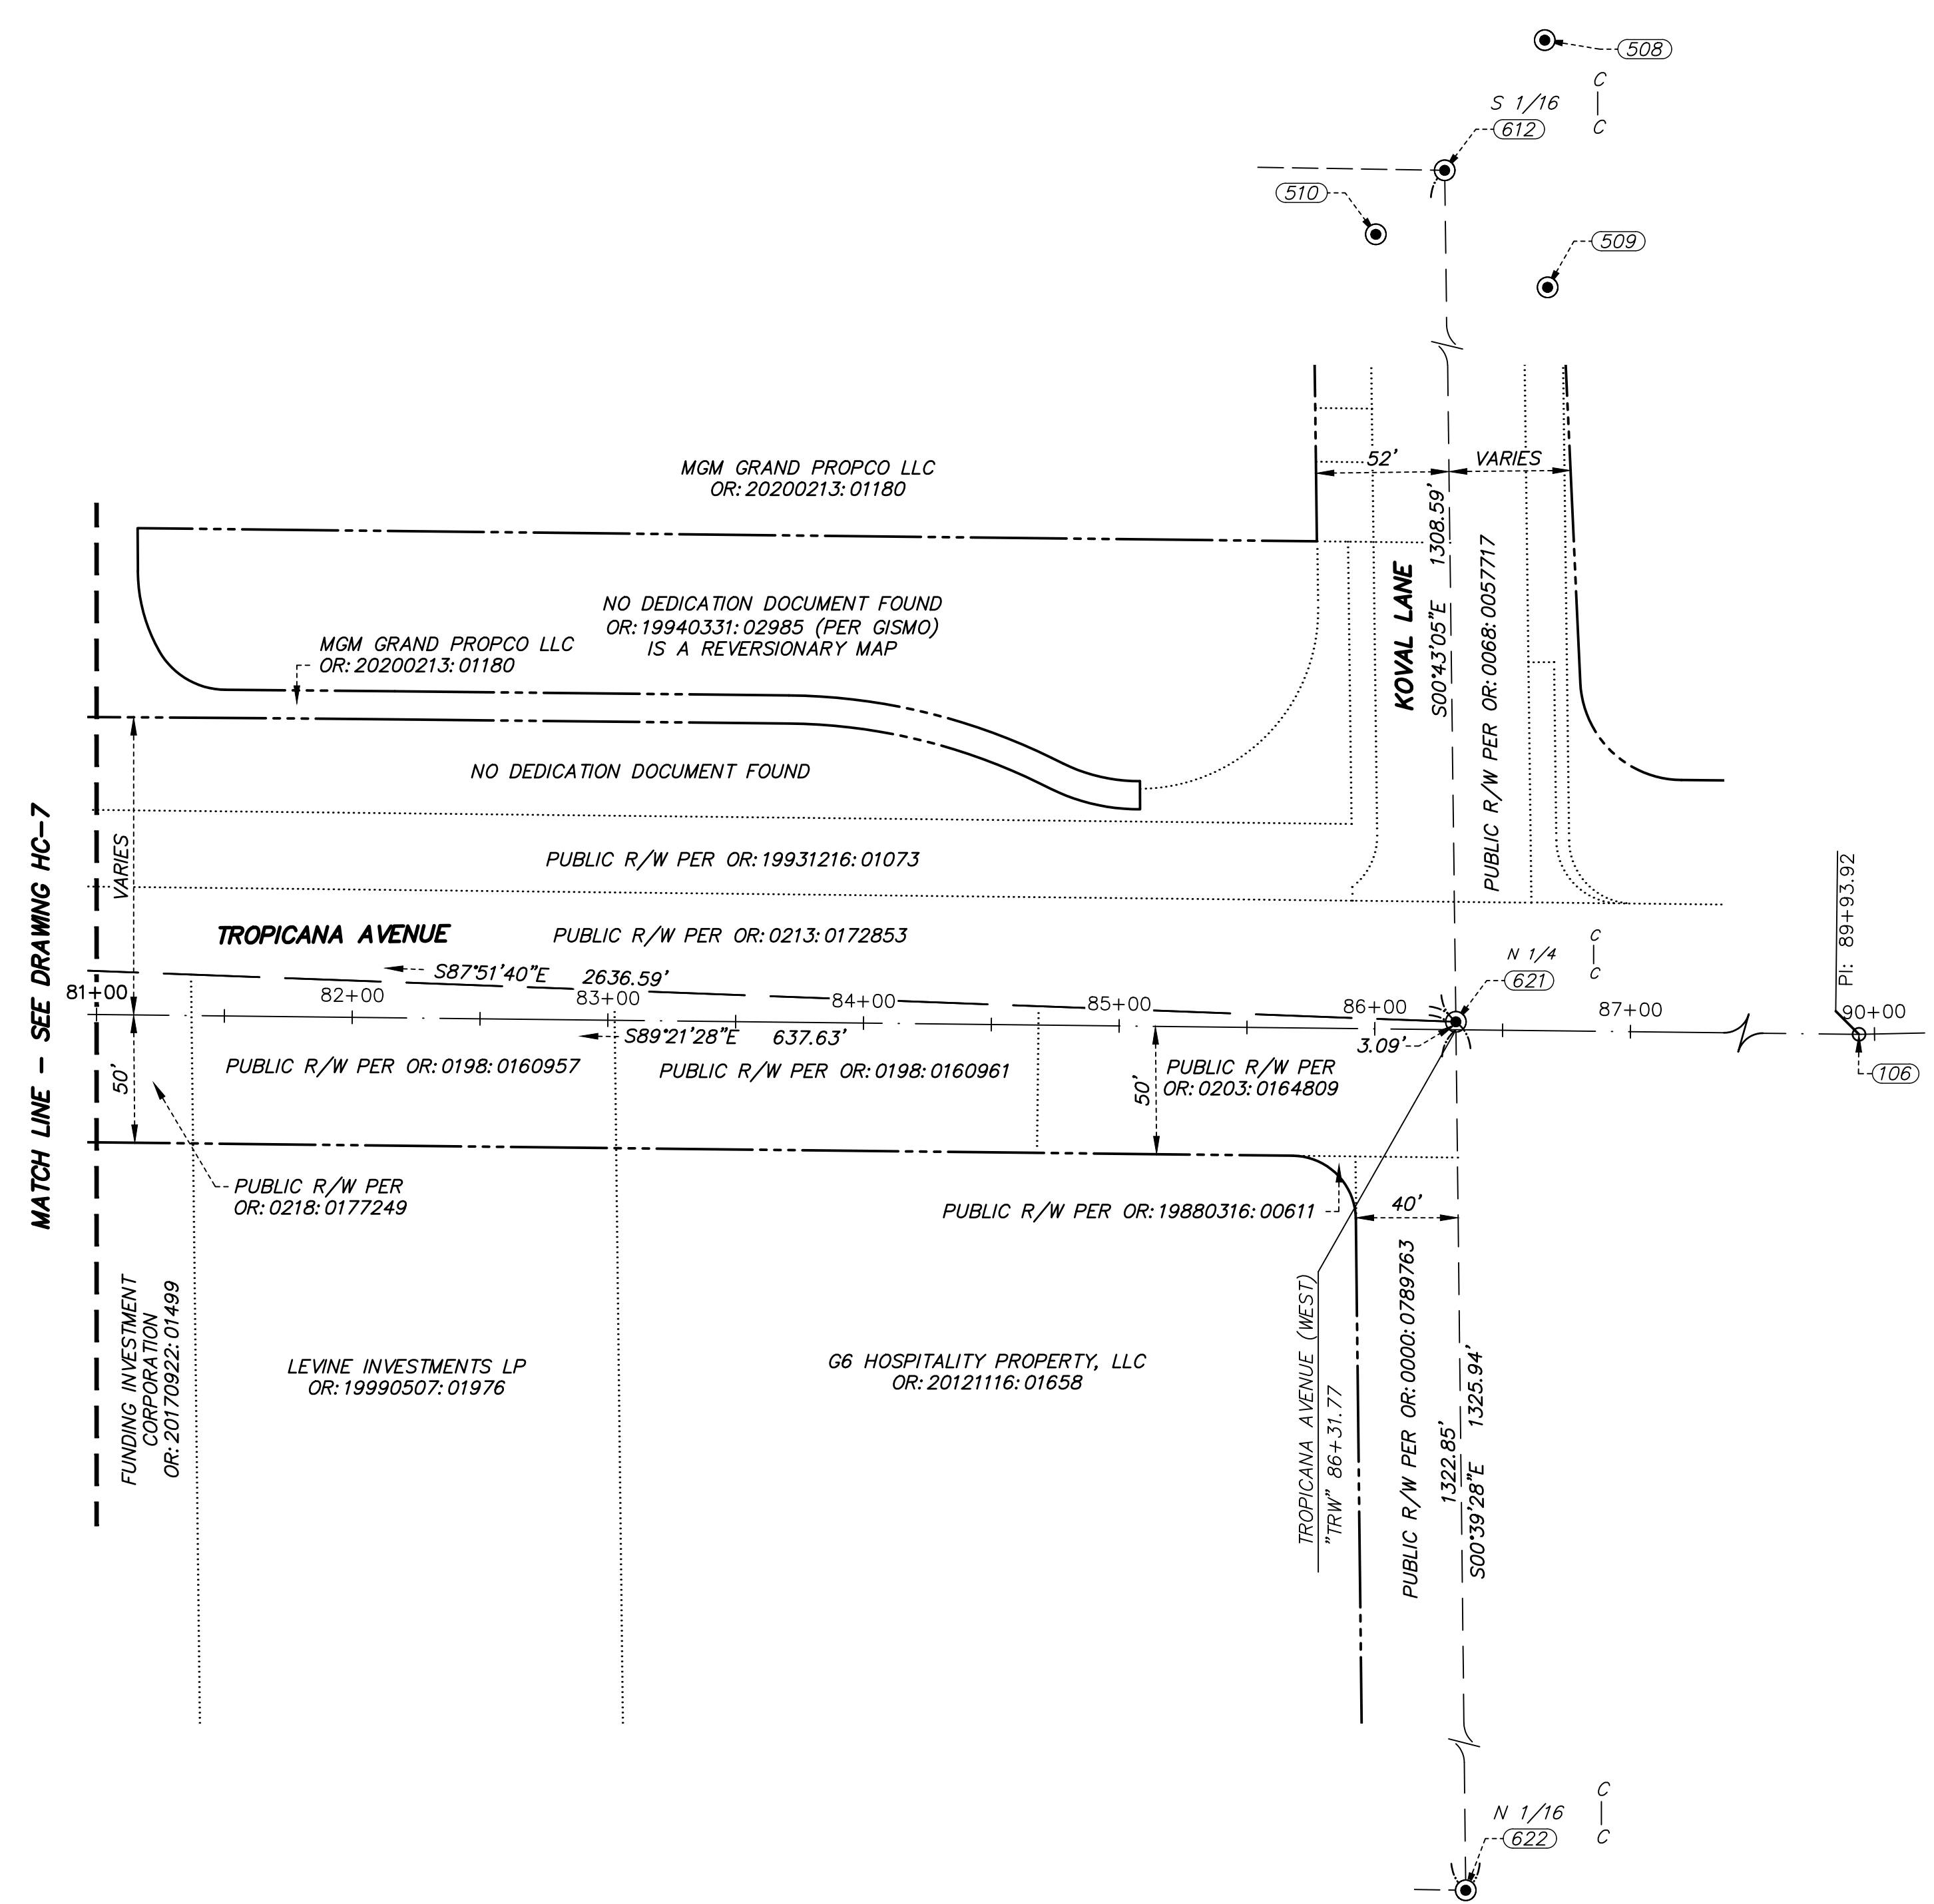 508
C
S 1/16
C
612
510
509
MGM GRAND PROPCO LLC
OR: 20200213: 01180
52'
VARIES
S00°43'05"E 1308.59'
KOVAL LANE
PUBLIC R/W PER OR: 0068: 0057717
NO DEDICATION DOCUMENT FOUND
OR: 19940331: 02985 (PER GISMO)
IS A REVERSIONARY MAP
MGM GRAND PROPCO LLC
OR: 20200213: 01180
NO DEDICATION DOCUMENT FOUND
MATCH LINE - SEE DRAWING HC-7
VARIES
PUBLIC R/W PER OR: 19931216: 01073
TROPICANA AVENUE
PUBLIC R/W PER OR: 0213: 0172853
PI: 89+93.92
C
N 1/4
C
621
S87°51'40"E 2636.59'
81+00
82+00
83+00
84+00
85+00
86+00
87+00
90+00
S89°21'28"E 637.63'
3.09'
106
50'
PUBLIC R/W PER OR: 0198: 0160957
PUBLIC R/W PER OR: 0198: 0160961
50'
PUBLIC R/W PER
OR: 0203: 0164809
PUBLIC R/W PER
OR: 0218: 0177249
PUBLIC R/W PER OR: 19880316: 00611
40'
FUNDING INVESTMENT
CORPORATION
OR: 20170922: 01499
LEVINE INVESTMENTS LP
OR: 19990507: 01976
G6 HOSPITALITY PROPERTY, LLC
OR: 20121116: 01658
TROPICANA AVENUE (WEST)
"TRW" 86+31.77
PUBLIC R/W PER OR: 0000: 0789763
1322.85'
S00°39'28"E 1325.94'
C
N 1/16
C
622